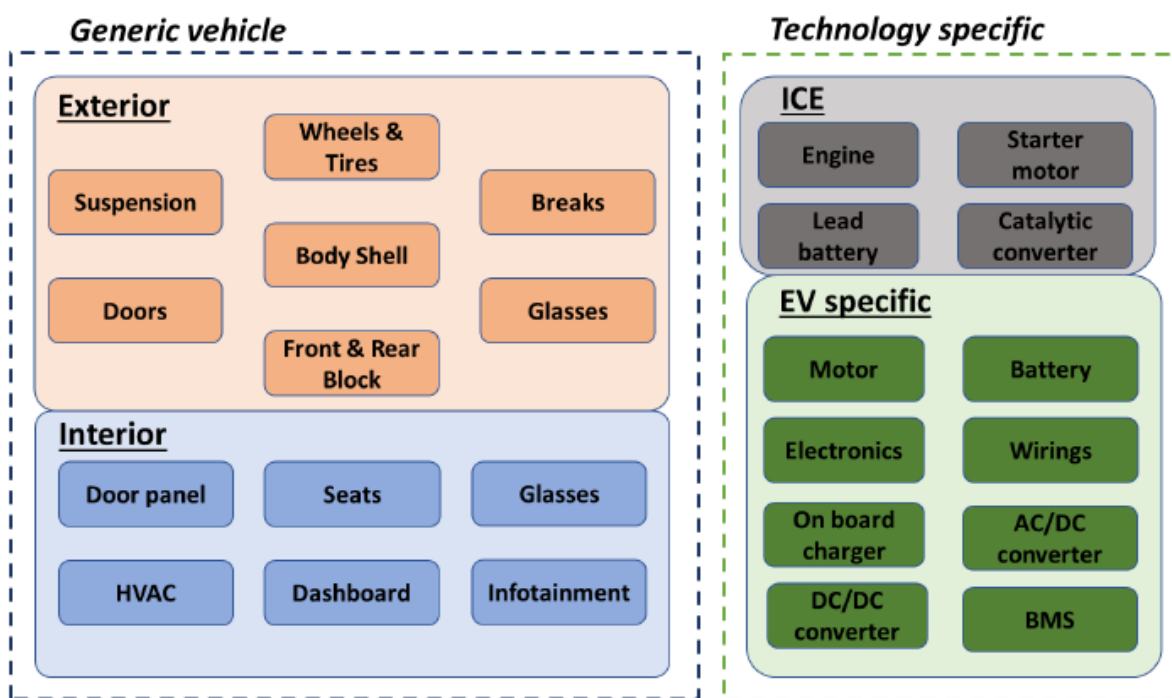 Generic vehicle
Exterior
Wheels &
Tires
Suspension
Breaks
Body Shell
Doors
Glasses
Front & Rear
Block
Interior
Door panel
Seats
Glasses
HVAC
Dashboard
Infotainment
Technology specific
ICE
Engine
Starter
motor
Lead
battery
Catalytic
converter
EV specific
Motor
Battery
Electronics
Wirings
On board
charger
AC/DC
converter
DC/DC
converter
BMS